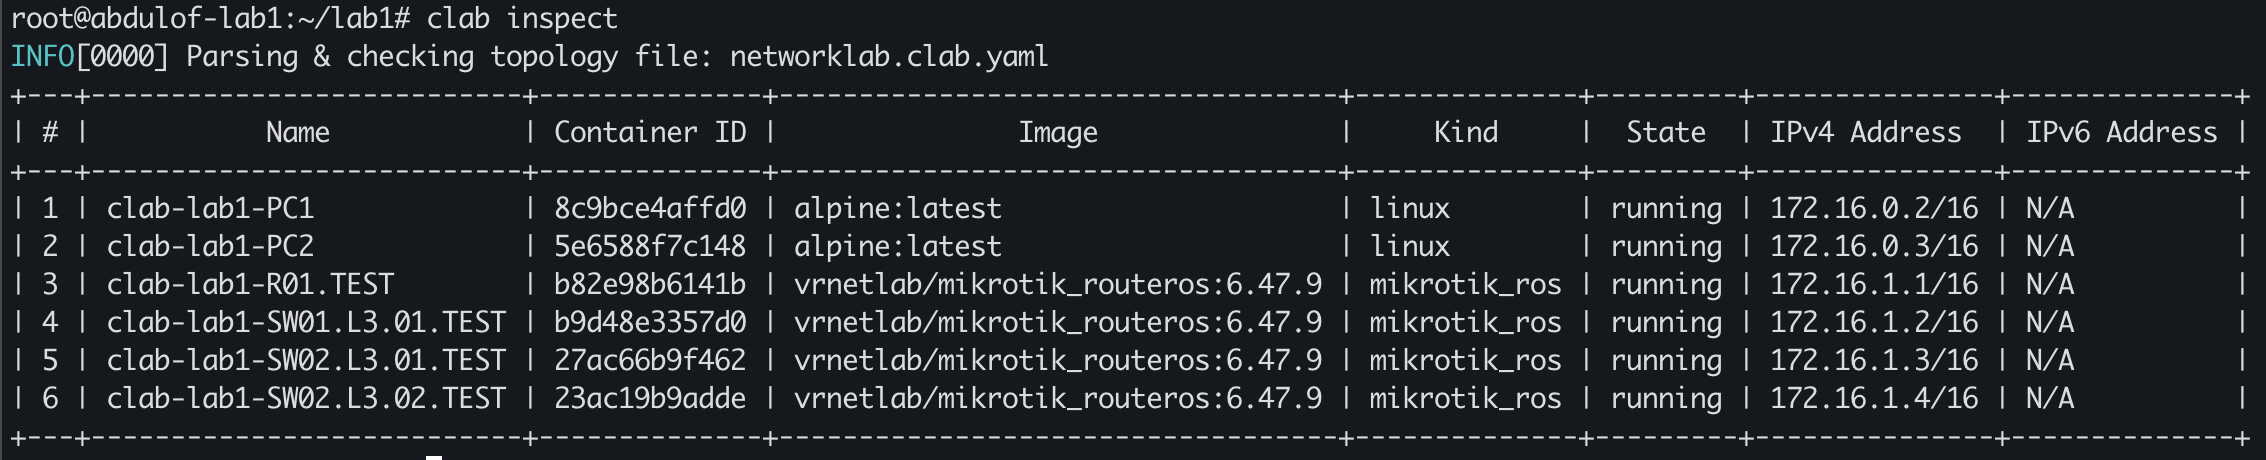 root@abdulof-lab1:~/lab1# clab inspect
INFO[0000] Parsing & checking topology file: networklab.clab.yaml
+---+---------------------------+--------------+-----------------------------------+--------------+---------+---------------+--------------+
| # |           Name            | Container ID |               Image               |     Kind     |  State  | IPv4 Address  | IPv6 Address |
+---+---------------------------+--------------+-----------------------------------+--------------+---------+---------------+--------------+
| 1 | clab-lab1-PC1             | 8c9bce4affd0 | alpine:latest                     | linux        | running | 172.16.0.2/16 | N/A          |
| 2 | clab-lab1-PC2             | 5e6588f7c148 | alpine:latest                     | linux        | running | 172.16.0.3/16 | N/A          |
| 3 | clab-lab1-R01.TEST        | b82e98b6141b | vrnetlab/mikrotik_routeros:6.47.9 | mikrotik_ros | running | 172.16.1.1/16 | N/A          |
| 4 | clab-lab1-SW01.L3.01.TEST | b9d48e3357d0 | vrnetlab/mikrotik_routeros:6.47.9 | mikrotik_ros | running | 172.16.1.2/16 | N/A          |
| 5 | clab-lab1-SW02.L3.01.TEST | 27ac66b9f462 | vrnetlab/mikrotik_routeros:6.47.9 | mikrotik_ros | running | 172.16.1.3/16 | N/A          |
| 6 | clab-lab1-SW02.L3.02.TEST | 23ac19b9adde | vrnetlab/mikrotik_routeros:6.47.9 | mikrotik_ros | running | 172.16.1.4/16 | N/A          |
+---+---------------------------+--------------+-----------------------------------+--------------+---------+---------------+--------------+